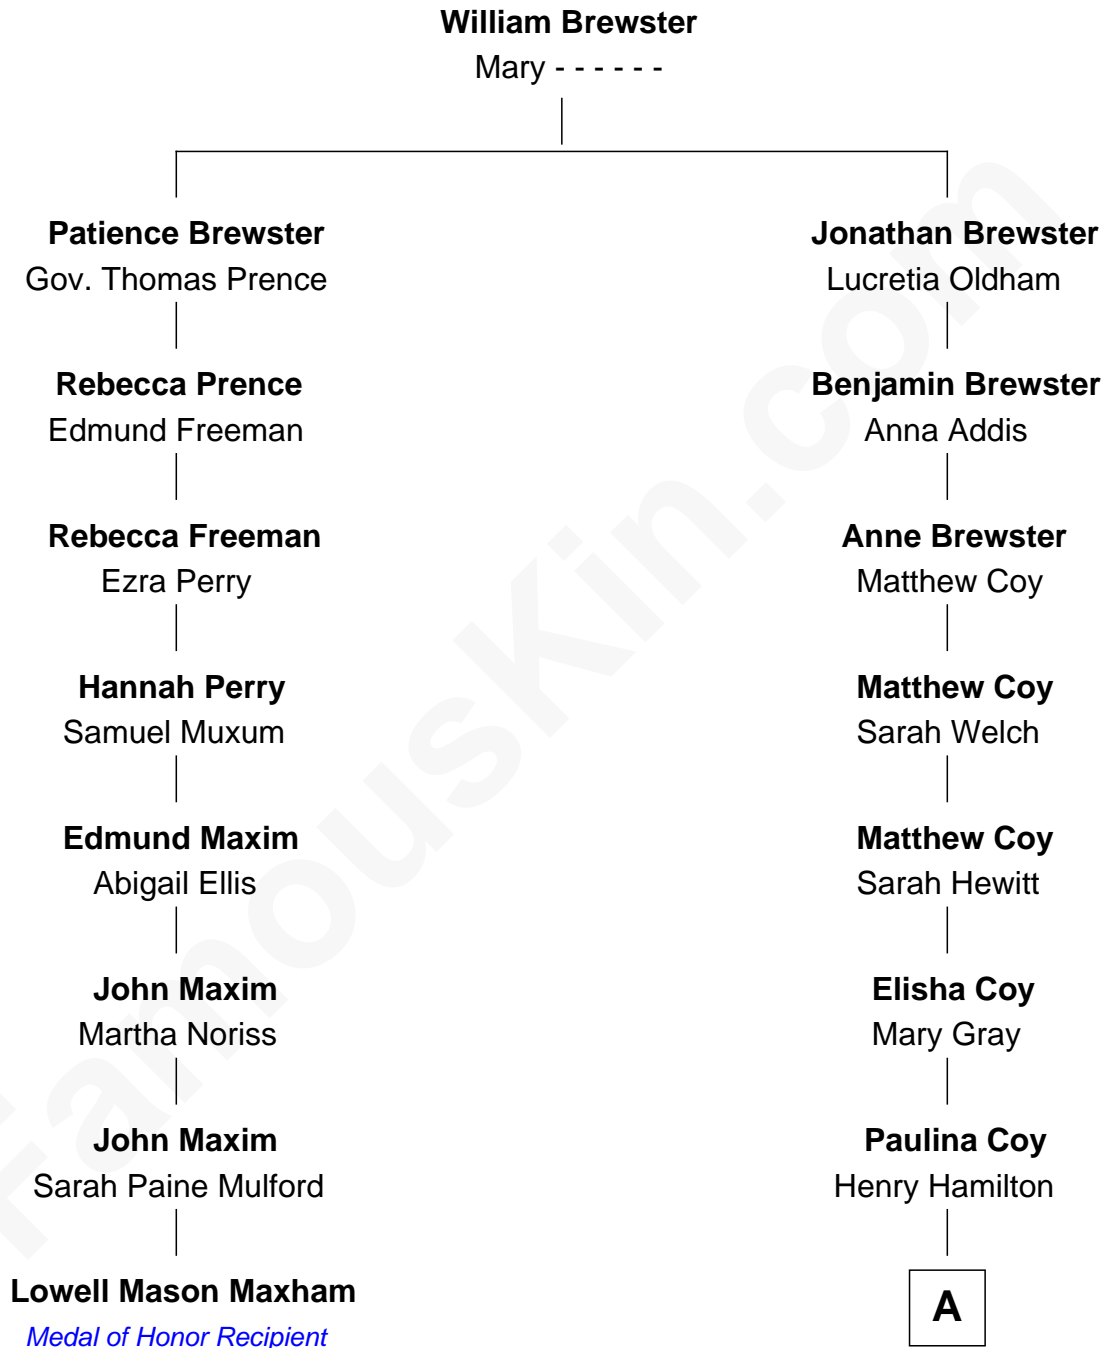 William Brewster
Mary - - - - - -
Patience Brewster
Gov. Thomas Prence
Jonathan Brewster
Lucretia Oldham
Rebecca Prence
Edmund Freeman
Benjamin Brewster
Anna Addis
Rebecca Freeman
Ezra Perry
Anne Brewster
Matthew Coy
Hannah Perry
Samuel Muxum
Matthew Coy
Sarah Welch
Edmund Maxim
Abigail Ellis
Matthew Coy
Sarah Hewitt
John Maxim
Martha Noriss
Elisha Coy
Mary Gray
John Maxim
Sarah Paine Mulford
Paulina Coy
Henry Hamilton
Lowell Mason Maxham
Medal of Honor Recipient
A
FamousKin.com